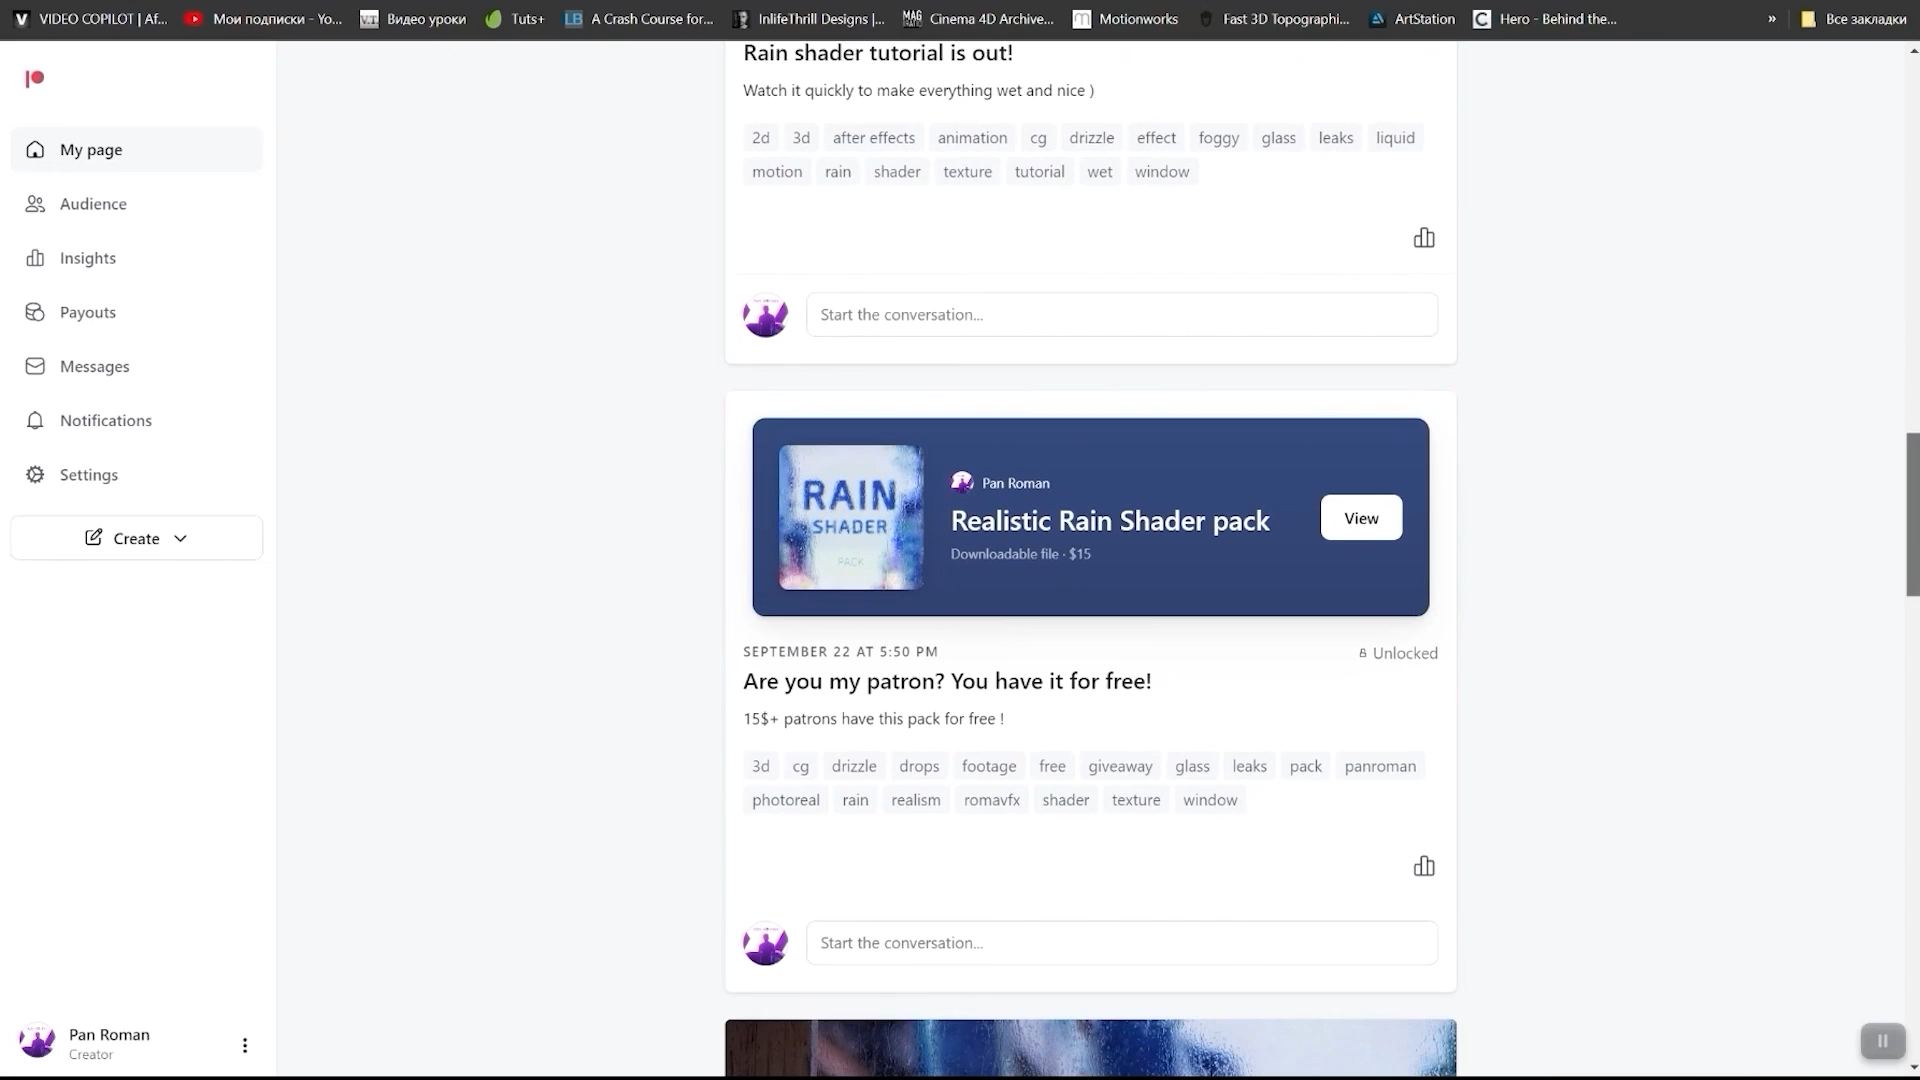 VIDEO COPILOT | Af...
Мои подписки - Yo...
Видео уроки
Tuts+
A Crash Course for...
InlifeThrill Designs |...
Cinema 4D Archive...
Motionworks
Fast 3D Topographi...
ArtStation
Hero - Behind the...
»
Все закладки
My page
Audience
Insights
Payouts
Messages
Notifications
Settings
Create
Pan Roman
Creator
Rain shader tutorial is out!
Watch it quickly to make everything wet and nice )
2d 3d after effects animation cg drizzle effect foggy glass leaks liquid
motion rain shader texture tutorial wet window
Start the conversation...
RAIN
SHADER
PACK
Pan Roman
Realistic Rain Shader pack
Downloadable file · $15
View
SEPTEMBER 22 AT 5:50 PM
Unlocked
Are you my patron? You have it for free!
15$+ patrons have this pack for free !
3d cg drizzle drops footage free giveaway glass leaks pack panroman
photoreal rain realism romavfx shader texture window
Start the conversation...